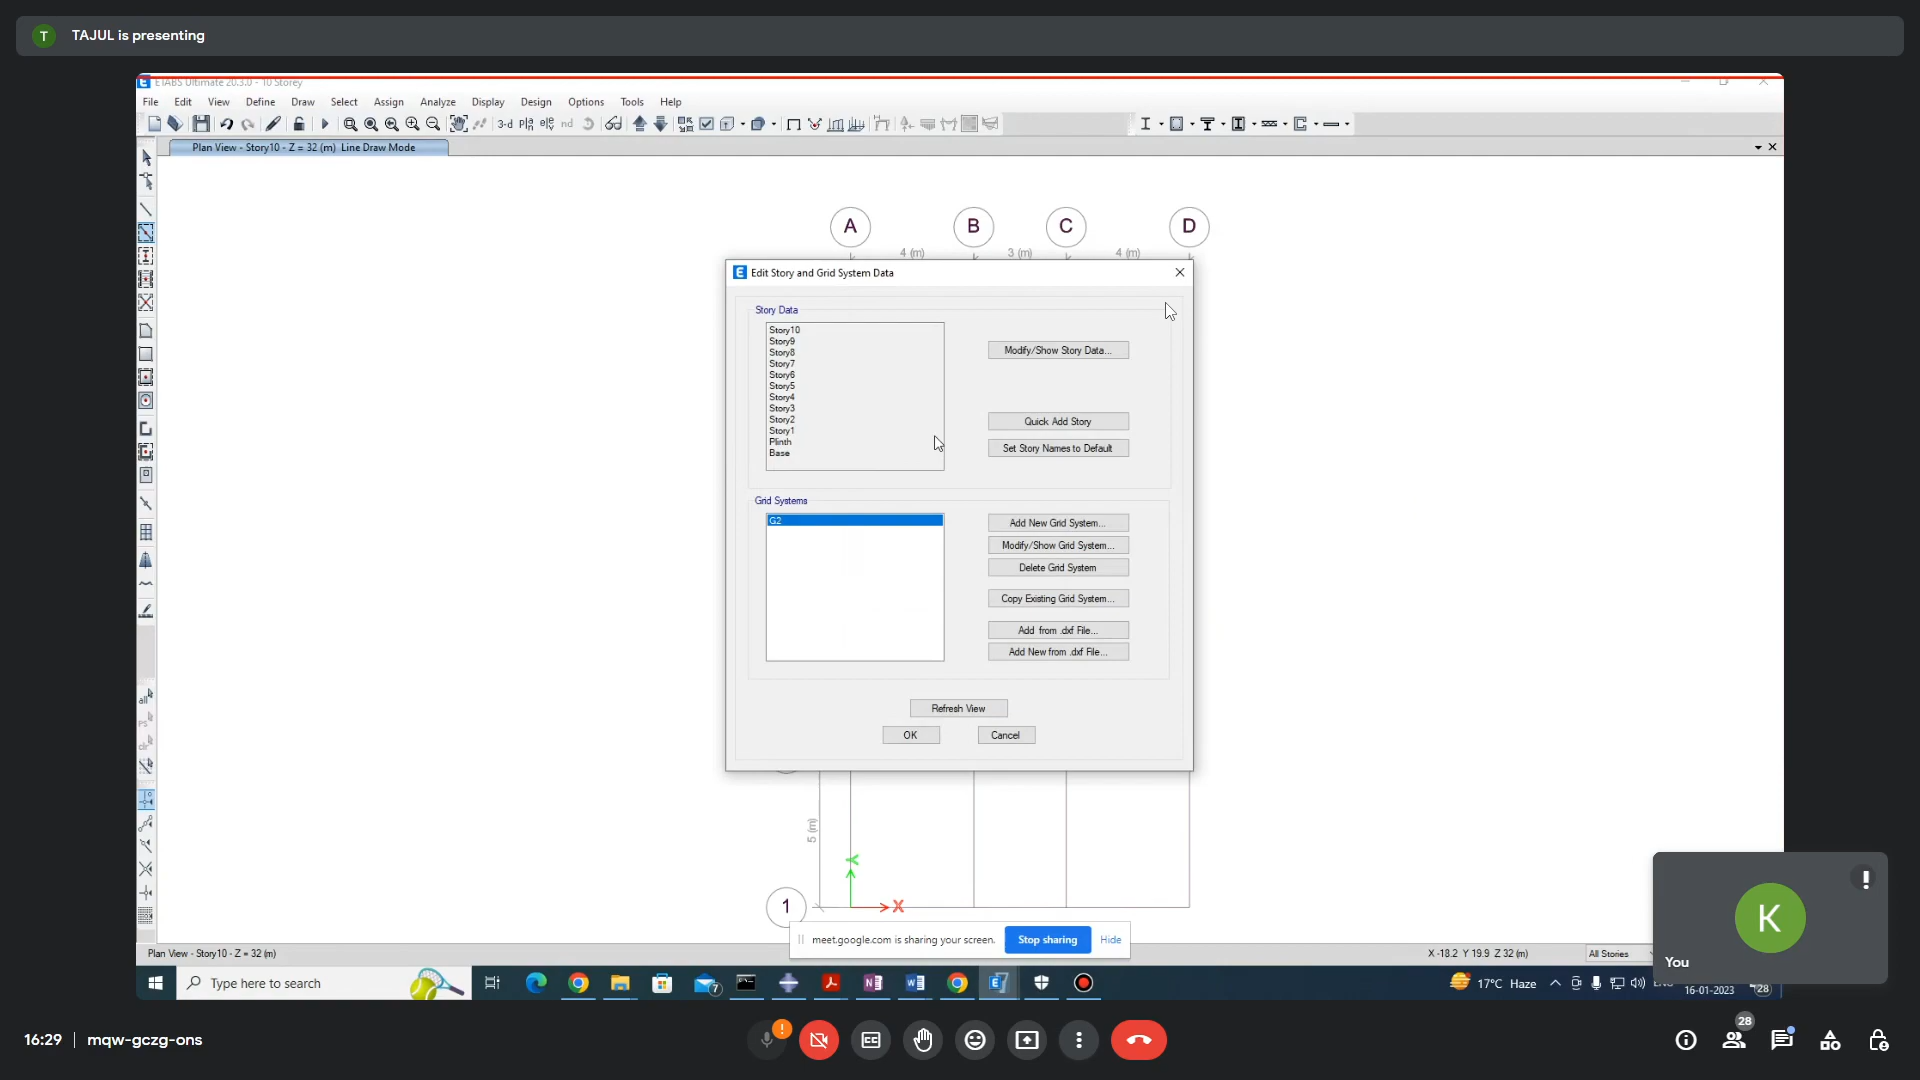 T TAJUL is presenting
ETABS Ultimate 20.3.0 - 10 Storey
File Edit View Define Draw Select Assign Analyze Display Design Options Tools Help
3-d
nd
Plan View - Story10 - Z = 32 (m) Line Draw Mode
A B C D
4 (m) 3 (m) 4 (m)
Edit Story and Grid System Data
Story Data
Story10
Story9
Story8
Story7
Story6
Story5
Story4
Story3
Story2
Story1
Plinth
Base
Modify/Show Story Data...
Quick Add Story
Set Story Names to Default
Grid Systems
G2
Add New Grid System...
Modify/Show Grid System...
Delete Grid System
Copy Existing Grid System...
Add from .dxf File...
Add New from .dxf File...
Refresh View
OK Cancel
all
5 (m)
Y
1 X
meet.google.com is sharing your screen. Stop sharing Hide
Plan View - Story10 - Z = 32 (m)
X -18.2 Y 19.9 Z 32 (m)
All Stories
K
You
Type here to search
7
17°C Haze
16-01-2023
28
16:29 mqw-gczg-ons
28